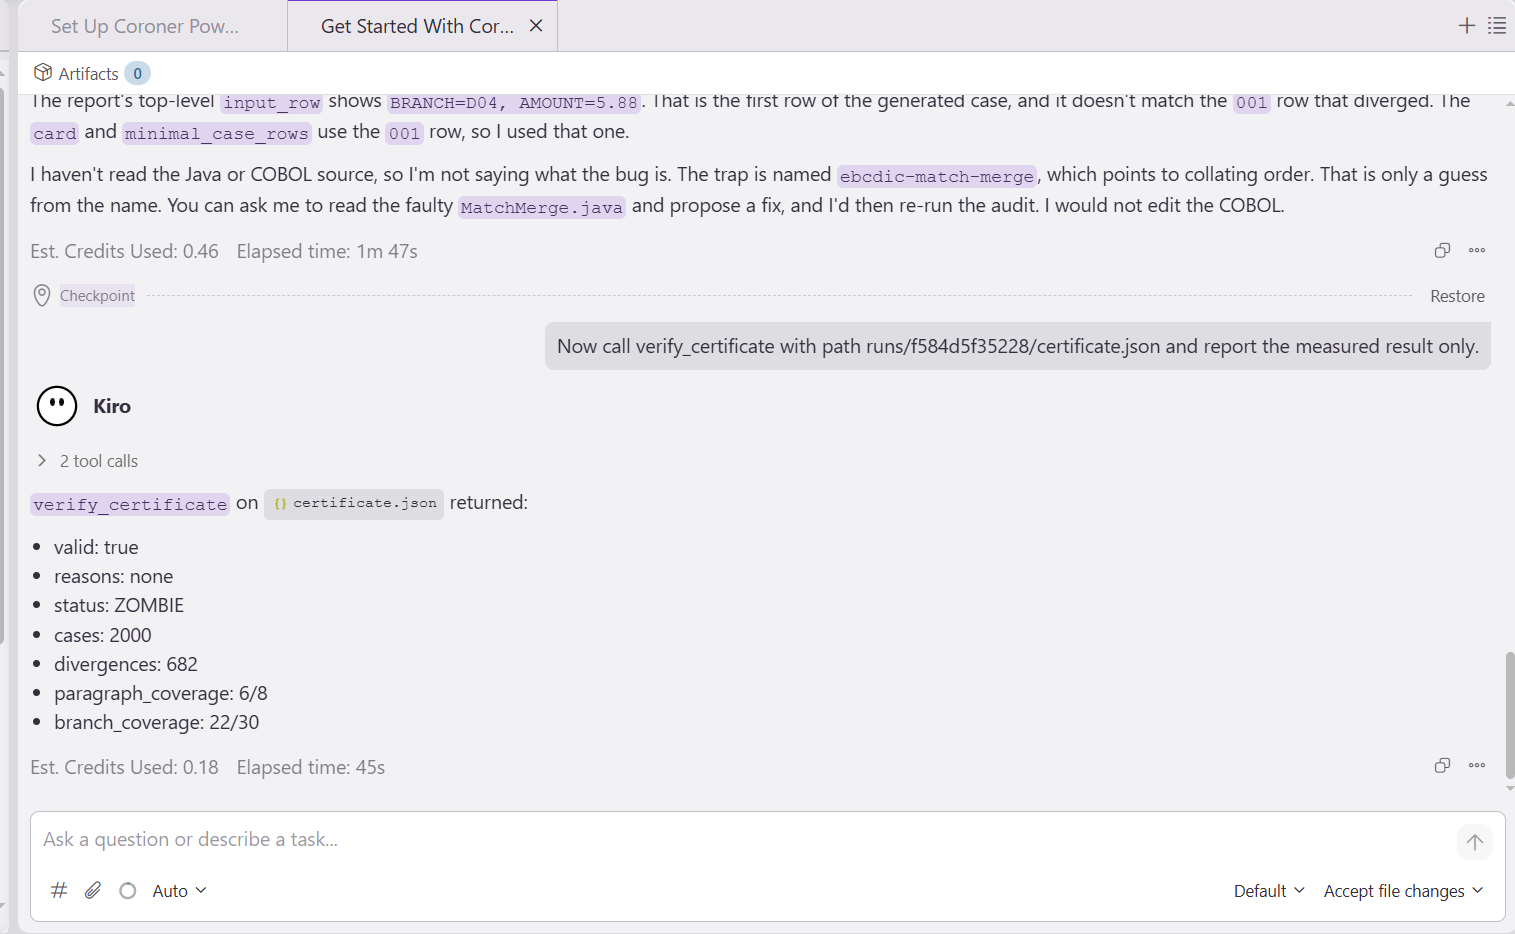 Set Up Coroner Pow...
Get Started With Cor...
Artifacts 0
The report's top-level input_row shows BRANCH=D04, AMOUNT=5.88. That is the first row of the generated case, and it doesn't match the 001 row that diverged. The
card and minimal_case_rows use the 001 row, so I used that one.
I haven't read the Java or COBOL source, so I'm not saying what the bug is. The trap is named ebcdic-match-merge, which points to collating order. That is only a guess
from the name. You can ask me to read the faulty MatchMerge.java and propose a fix, and I'd then re-run the audit. I would not edit the COBOL.
Est. Credits Used: 0.46 Elapsed time: 1m 47s
Checkpoint
Restore
Now call verify_certificate with path runs/f584d5f35228/certificate.json and report the measured result only.
Kiro
2 tool calls
verify_certificate on {} certificate.json returned:
• valid: true
• reasons: none
• status: ZOMBIE
• cases: 2000
• divergences: 682
• paragraph_coverage: 6/8
• branch_coverage: 22/30
Est. Credits Used: 0.18 Elapsed time: 45s
Ask a question or describe a task...
# Auto
Default
Accept file changes